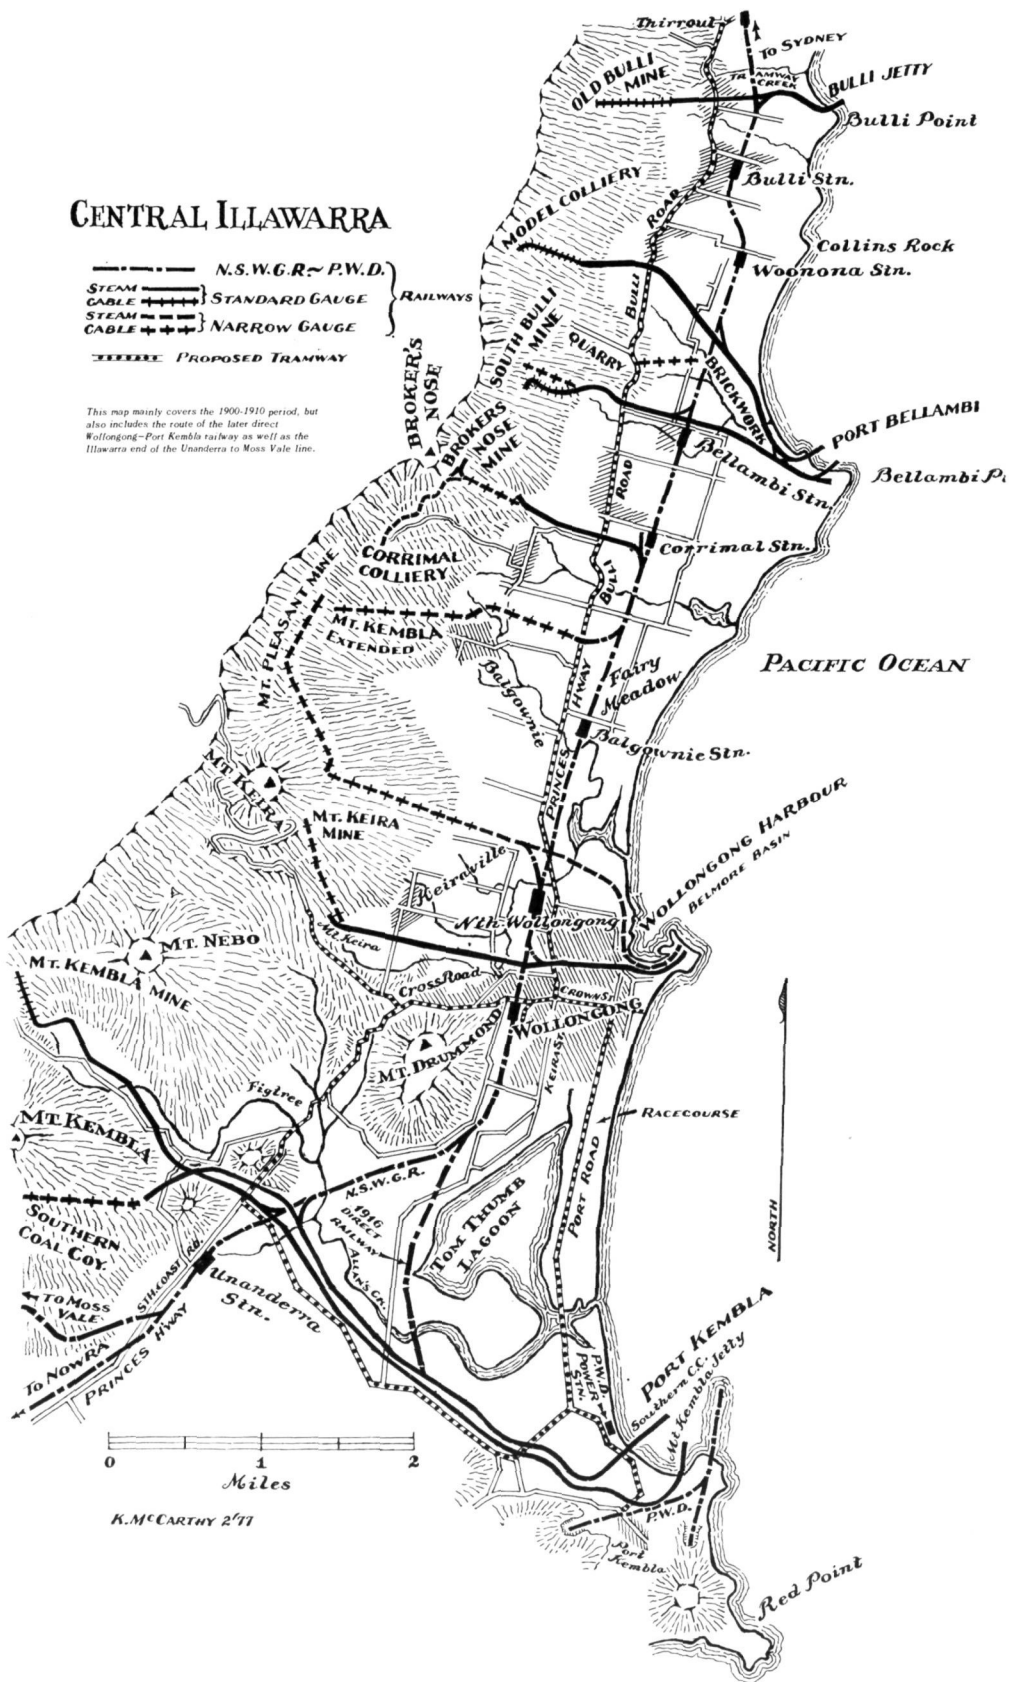 Thirroul
To Sydney
OLD BULLI
MINE
TRAMWAY
CREEK
BULLI JETTY
Bulli Point
Bulli Stn.
MODEL COLLIERY
ROAD
Collins Rock
Woonona Stn.
CENTRAL ILLAWARRA
N.S.W.G.R. ~ P.W.D.
STEAM
CABLE
STANDARD GAUGE
STEAM
CABLE
NARROW GAUGE
RAILWAYS
PROPOSED TRAMWAY
This map mainly covers the 1900-1910 period, but
also includes the route of the later direct
Wollongong-Port Kembla railway as well as the
Illawarra end of the Unanderra to Moss Vale line.
BULLI
SOUTH BULLI
MINE
QUARRY
BRICKWORK
BROKER'S
NOSE
BROKERS
NOSE
MINE
PORT BELLAMBI
Bellambi P
Bellambi Stn.
ROAD
Corrimal Stn.
CORRIMAL
COLLIERY
BULLI
MT. PLEASANT MINE
MT. KEMBLA
EXTENDED
Balgownie
PACIFIC OCEAN
HWAY
Fairy
Meadow
Balgownie Stn.
PRINCES
MT. KEIRA
MT. KEIRA
MINE
WOLLONGONG HARBOUR
BELMORE BASIN
Keiraville
Nth. Wollongong
Mt. Keira
MT. NEBO
MT. KEMBLA MINE
Cross Road
CROWN ST.
WOLLONGONG
MT. DRUMMOND
KEIRA ST.
Figtree
RACECOURSE
MT. KEMBLA
N.S.W.G.R.
PORT ROAD
TOM THUMB
LAGOON
1916
DIRECT
RAILWAY
ALLAN'S CK.
NORTH
SOUTHERN
COAL COY.
STH. COAST RD.
Unanderra
Stn.
TO MOSS
VALE
TO NOWRA
PRINCES HWAY
PORT KEMBLA
P.W.D.
POWER
STN.
Southern C.C.
Mt Kembla Jetty
0 1 2
Miles
P.W.D.
K. McCARTHY 2'77
Port
Kembla
Red Point